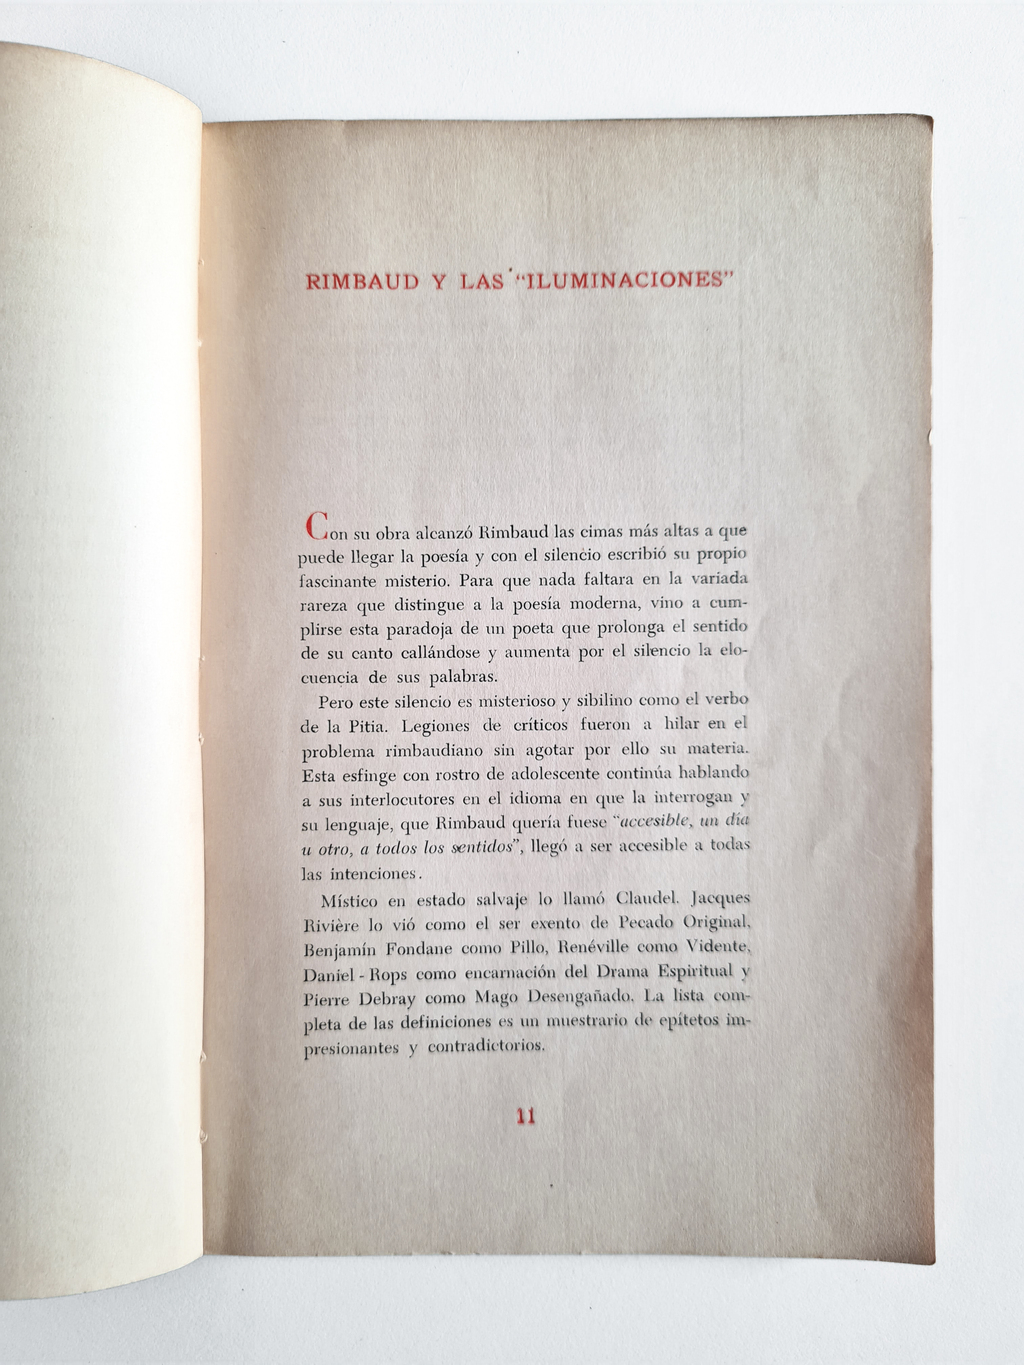 RIMBAUD Y LAS "ILUMINACIONES"
Con su obra alcanzó Rimbaud las cimas más altas a que
puede llegar la poesía y con el silencio escribió su propio
fascinante misterio. Para que nada faltara en la variada
rareza que distingue a la poesía moderna, vino a cum-
plirse esta paradoja de un poeta que prolonga el sentido
de su canto callándose y aumenta por el silencio la elo-
cuencia de sus palabras.
Pero este silencio es misterioso y sibilino como el verbo
de la Pitia. Legiones de críticos fueron a hilar en el
problema rimbaudiano sin agotar por ello su materia.
Esta esfinge con rostro de adolescente continúa hablando
a sus interlocutores en el idioma en que la interrogan y
su lenguaje, que Rimbaud quería fuese "accesible, un día
u otro, a todos los sentidos", llegó a ser accesible a todas
las intenciones.
Místico en estado salvaje lo llamó Claudel. Jacques
Rivière lo vió como el ser exento de Pecado Original,
Benjamín Fondane como Pillo, Renéville como Vidente,
Daniel-Rops como encarnación del Drama Espiritual y
Pierre Debray como Mago Desengañado. La lista com-
pleta de las definiciones es un muestrario de epítetos im-
presionantes y contradictorios.
11